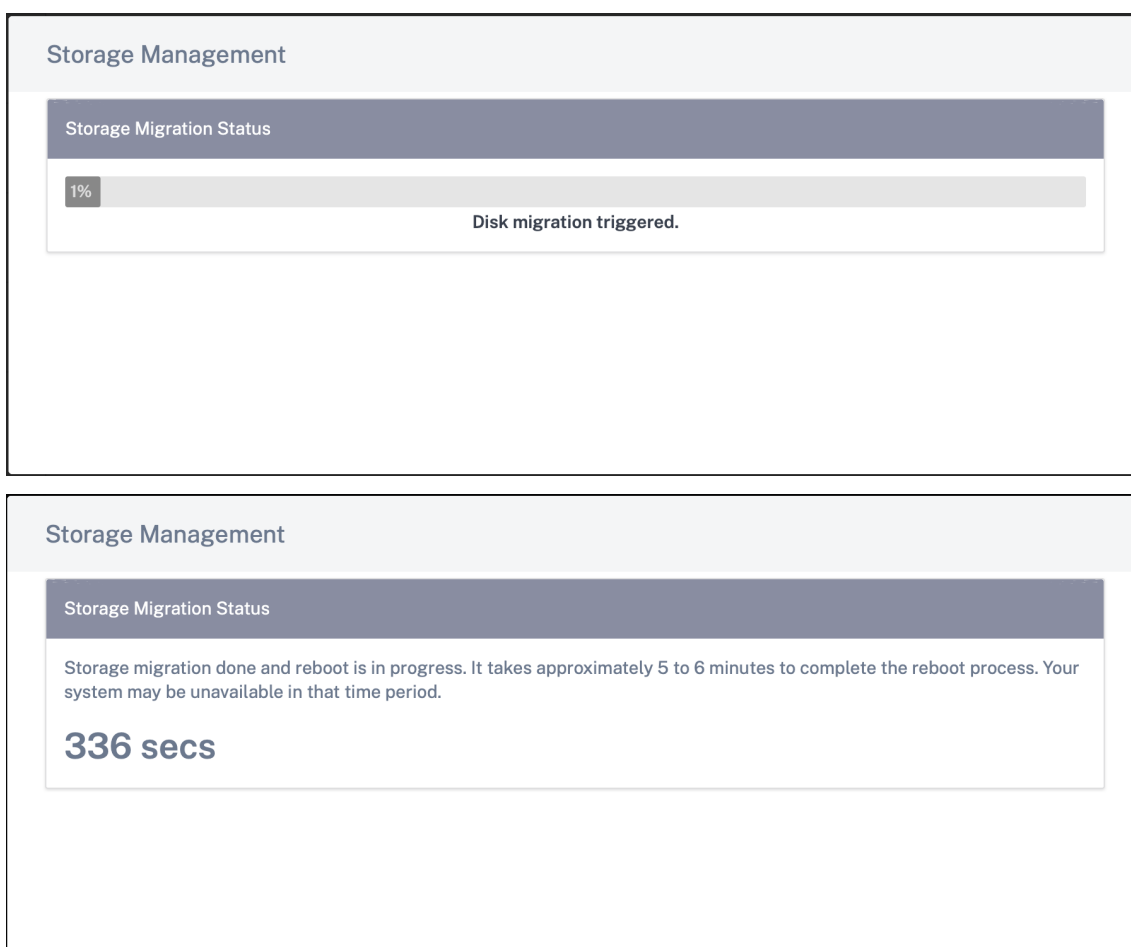 Storage Management
Storage Migration Status
1%
Disk migration triggered.
Storage Management
Storage Migration Status
Storage migration done and reboot is in progress. It takes approximately 5 to 6 minutes to complete the reboot process. Your
system may be unavailable in that time period.
336 secs